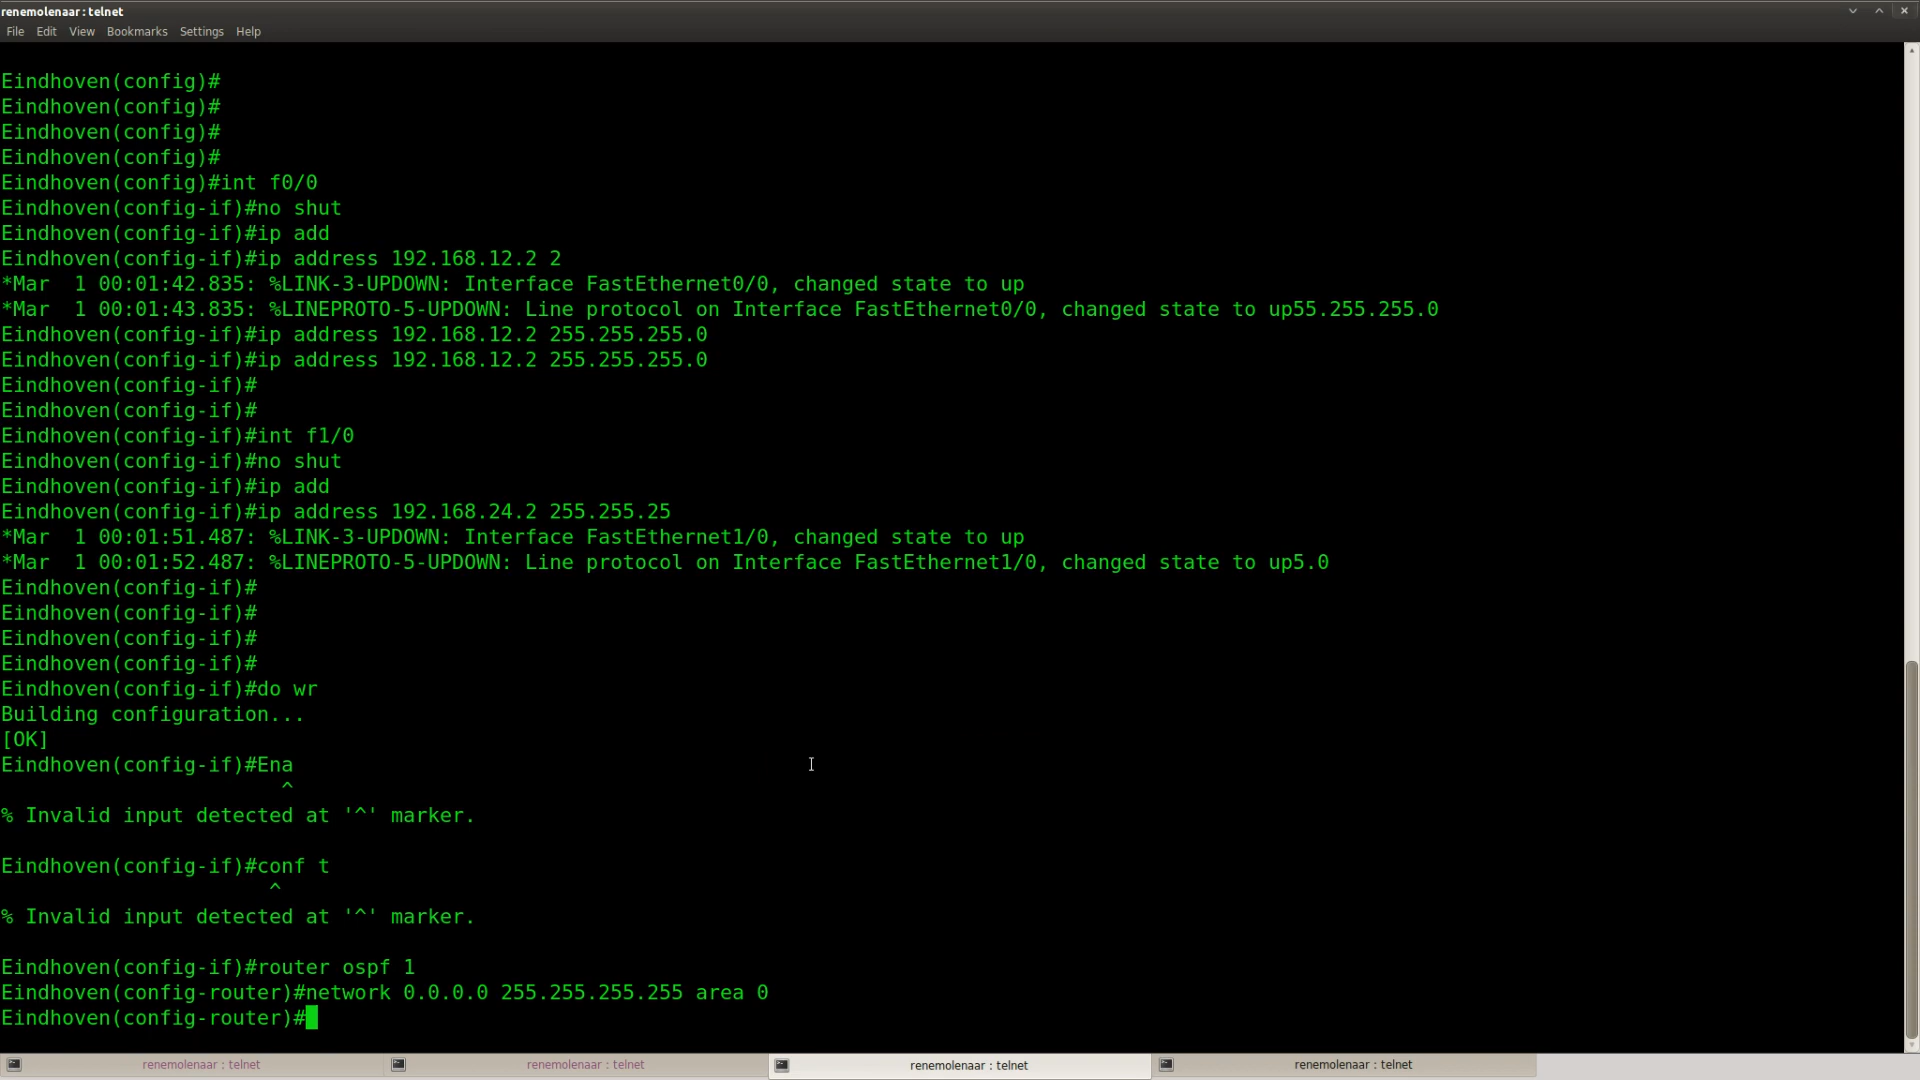 renemolenaar : telnet
File Edit View Bookmarks Settings Help
Eindhoven(config)#
Eindhoven(config)#
Eindhoven(config)#
Eindhoven(config)#
Eindhoven(config)#int f0/0
Eindhoven(config-if)#no shut
Eindhoven(config-if)#ip add
Eindhoven(config-if)#ip address 192.168.12.2 2
*Mar  1 00:01:42.835: %LINK-3-UPDOWN: Interface FastEthernet0/0, changed state to up
*Mar  1 00:01:43.835: %LINEPROTO-5-UPDOWN: Line protocol on Interface FastEthernet0/0, changed state to up55.255.255.0
Eindhoven(config-if)#ip address 192.168.12.2 255.255.255.0
Eindhoven(config-if)#ip address 192.168.12.2 255.255.255.0
Eindhoven(config-if)#
Eindhoven(config-if)#
Eindhoven(config-if)#int f1/0
Eindhoven(config-if)#no shut
Eindhoven(config-if)#ip add
Eindhoven(config-if)#ip address 192.168.24.2 255.255.25
*Mar  1 00:01:51.487: %LINK-3-UPDOWN: Interface FastEthernet1/0, changed state to up
*Mar  1 00:01:52.487: %LINEPROTO-5-UPDOWN: Line protocol on Interface FastEthernet1/0, changed state to up5.0
Eindhoven(config-if)#
Eindhoven(config-if)#
Eindhoven(config-if)#
Eindhoven(config-if)#
Eindhoven(config-if)#do wr
Building configuration...
[OK]
Eindhoven(config-if)#Ena
^
% Invalid input detected at '^' marker.
Eindhoven(config-if)#conf t
^
% Invalid input detected at '^' marker.
Eindhoven(config-if)#router ospf 1
Eindhoven(config-router)#network 0.0.0.0 255.255.255.255 area 0
Eindhoven(config-router)#
renemolenaar : telnet renemolenaar : telnet renemolenaar : telnet renemolenaar : telnet